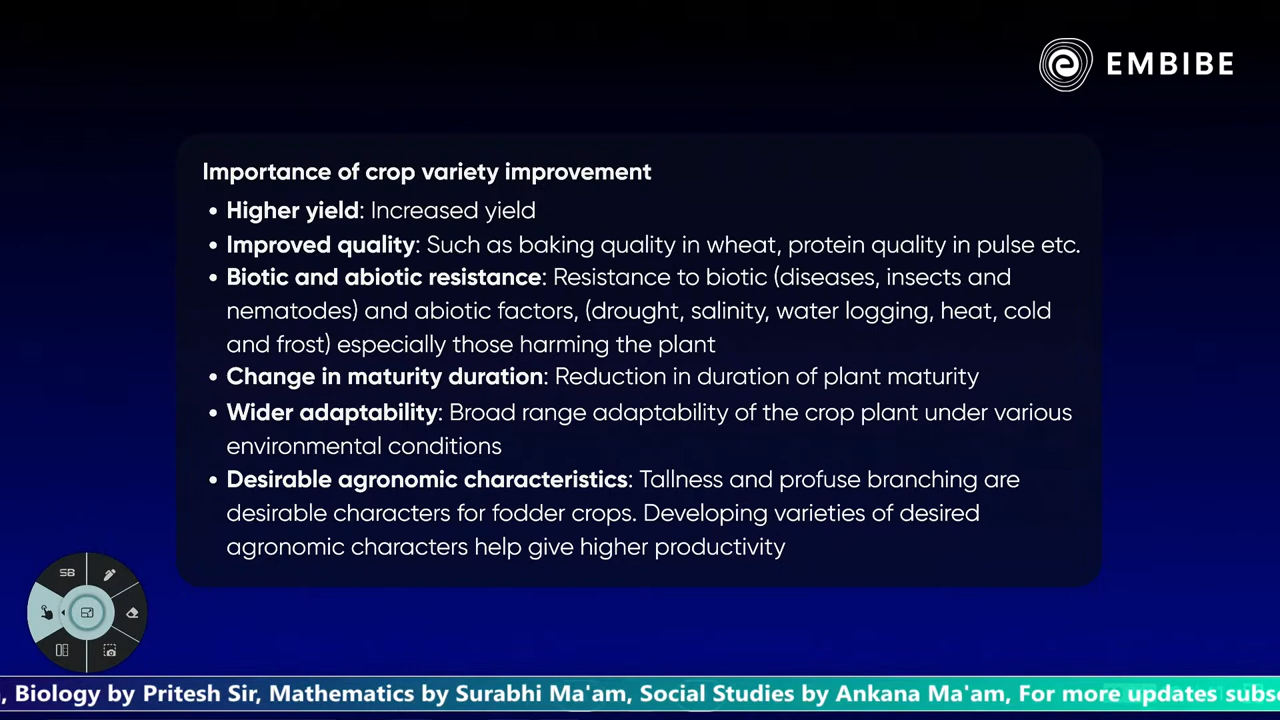 EMBIBE
Importance of crop variety improvement
• Higher yield: Increased yield
• Improved quality: Such as baking quality in wheat, protein quality in pulse etc.
• Biotic and abiotic resistance: Resistance to biotic (diseases, insects and
nematodes) and abiotic factors, (drought, salinity, water logging, heat, cold
and frost) especially those harming the plant
• Change in maturity duration: Reduction in duration of plant maturity
• Wider adaptability: Broad range adaptability of the crop plant under various
environmental conditions
• Desirable agronomic characteristics: Tallness and profuse branching are
desirable characters for fodder crops. Developing varieties of desired
agronomic characters help give higher productivity
SB
, Biology by Pritesh Sir, Mathematics by Surabhi Ma'am, Social Studies by Ankana Ma'am, For more updates